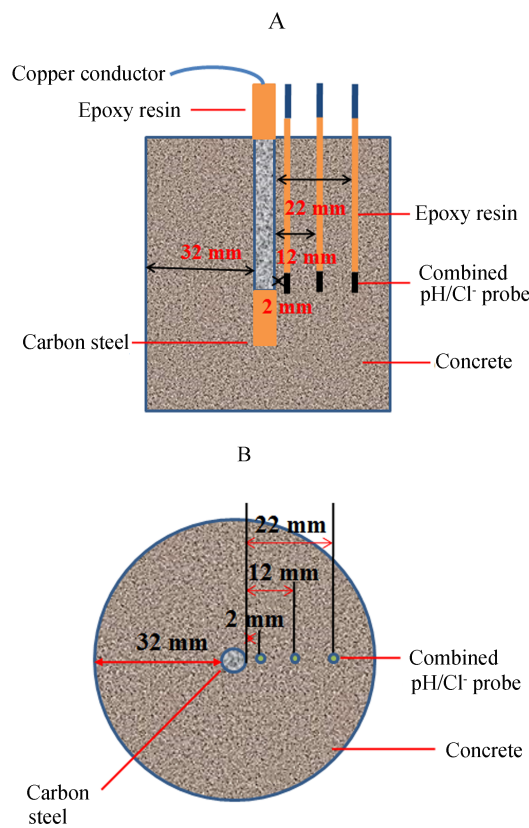 A
Copper conductor
Epoxy resin
22 mm
Epoxy resin
32 mm
12 mm
Combined
pH/Cl⁻ probe
2 mm
Carbon steel
Concrete
B
22 mm
12 mm
2 mm
32 mm
Combined
pH/Cl⁻ probe
Concrete
Carbon
steel